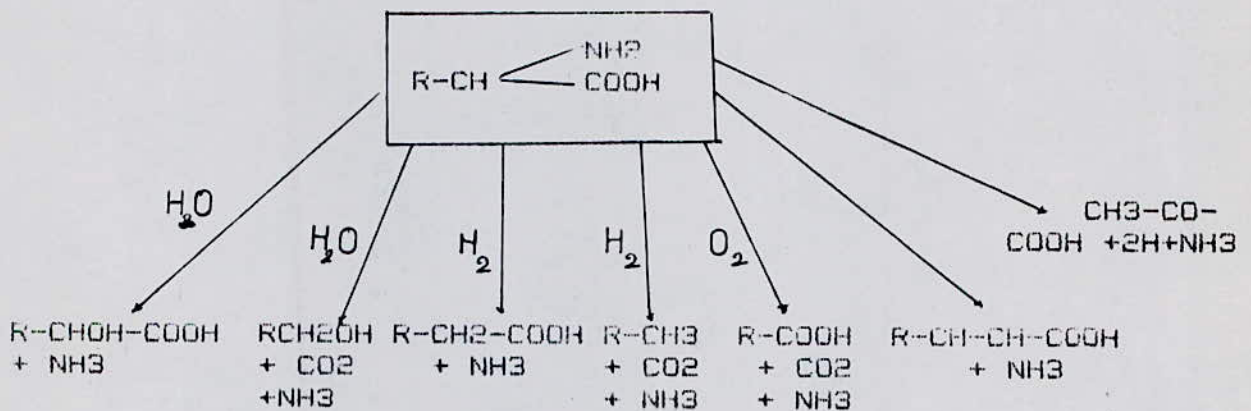 NH2
R-CH
COOH
H2O
H2O
H2
H2
O2
CH3-CO-
COOH +2H+NH3
R-CHOH-COOH
+ NH3
RCH2OH
+ CO2
+NH3
R-CH2-COOH
+ NH3
R-CH3
+ CO2
+ NH3
R-COOH
+ CO2
+ NH3
R-CH-CH-COOH
+ NH3